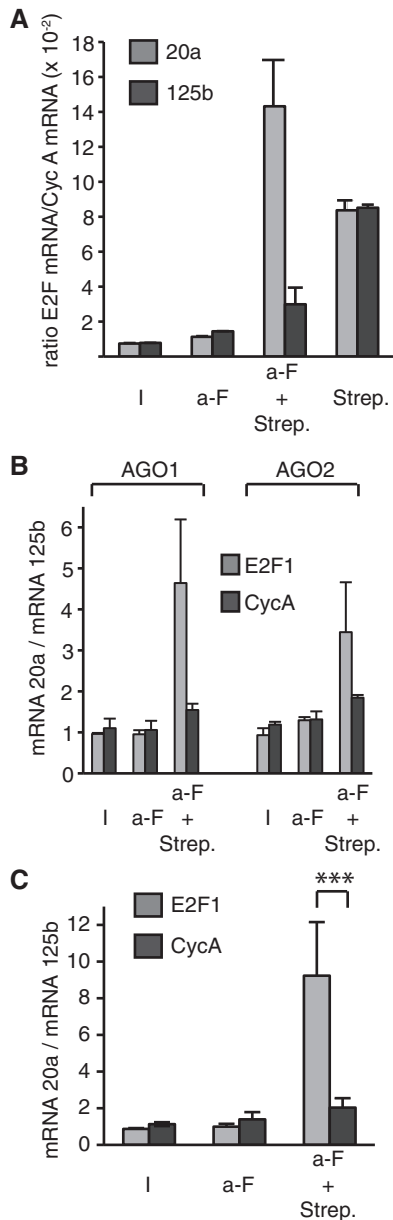 A
ratio E2F mRNA/Cyc A mRNA (x 10-2)
18
16
14
12
10
8
6
4
2
20a
125b
I
a-F
a-F
+
Strep.
Strep.
B
AGO1
AGO2
mRNA 20a / mRNA 125b
6
5
4
3
2
1
0
E2F1
CycA
I
a-F
a-F
+
Strep.
I
a-F
a-F
+
Strep.
C
mRNA 20a / mRNA 125b
12
10
8
6
4
2
0
E2F1
CycA
***
I
a-F
a-F
+
Strep.